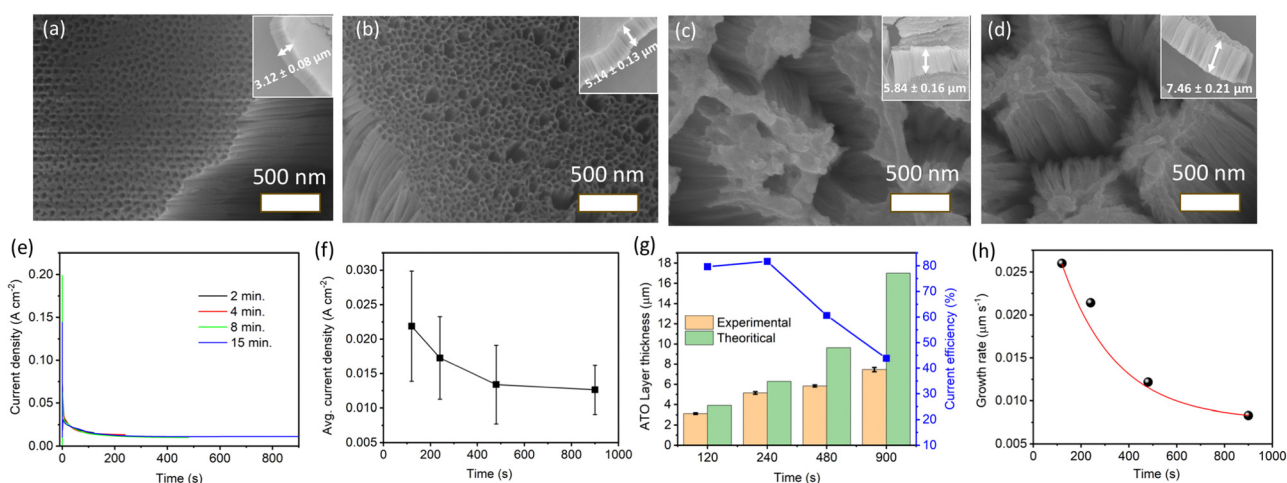 (a)
3.12 ± 0.08 μm
500 nm
(b)
5.14 ± 0.13 μm
500 nm
(c)
5.84 ± 0.16 μm
500 nm
(d)
7.46 ± 0.21 μm
500 nm
(e)
Current density (A cm⁻²)
0.20
0.15
0.10
0.05
0.00
2 min.
4 min.
8 min.
15 min.
0 200 400 600 800
Time (s)
(f)
Avg. current density (A cm⁻²)
0.030
0.025
0.020
0.015
0.010
0.005
0 200 400 600 800 1000
Time (s)
(g)
ATO Layer thickness (μm)
18
16
14
12
10
8
6
4
2
0
Experimental
Theoritical
80
70
60
50
40
30
20
10
Current efficiency (%)
120 240 480 900
Time (s)
(h)
Growth rate (μm s⁻¹)
0.025
0.020
0.015
0.010
0.005
0 200 400 600 800 1000
Time (s)